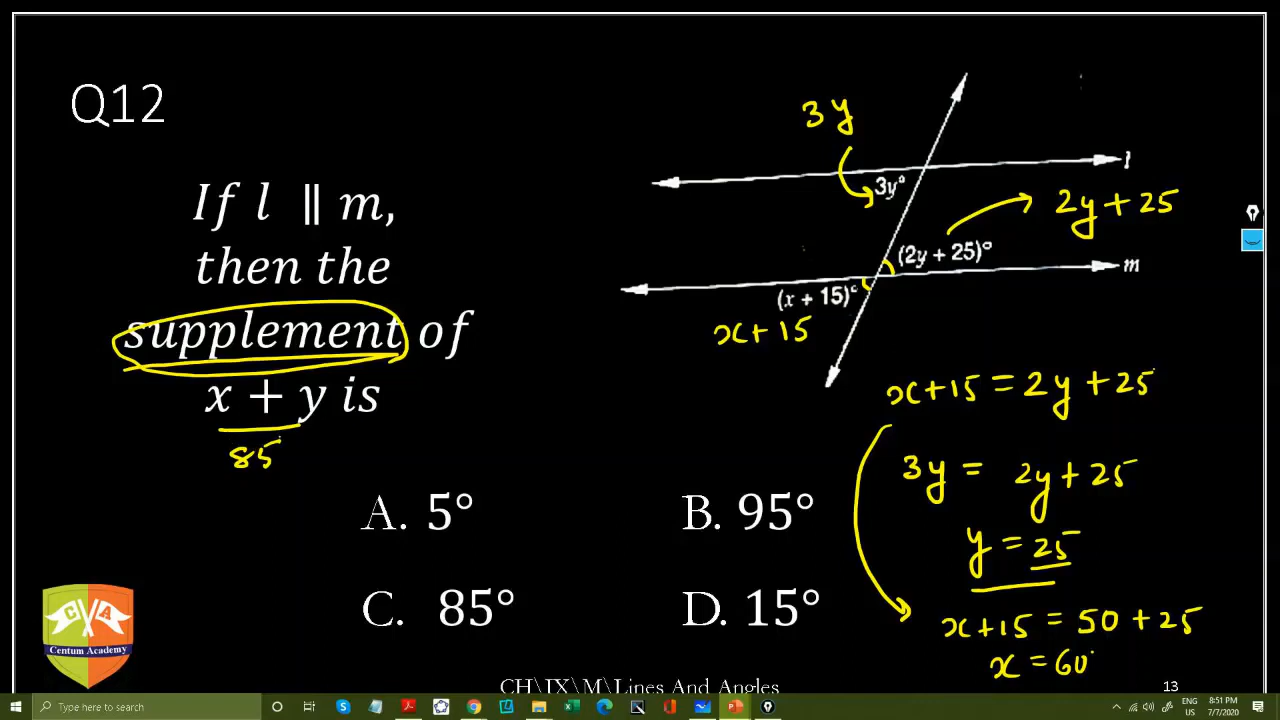 Q12
If l ∥ m,
then the
supplement of
x + y is
85
3y
3y°
l
2y+25
(2y + 25)°
m
(x + 15)°
x+15
x+15 = 2y+25
3y = 2y+25
y = 25
x+15 = 50+25
x = 60
A. 5°
B. 95°
C. 85°
D. 15°
C A
Centum Academy
CH\IX\M\Lines And Angles
13
Type here to search
ENG
US
8:51 PM
7/7/2020